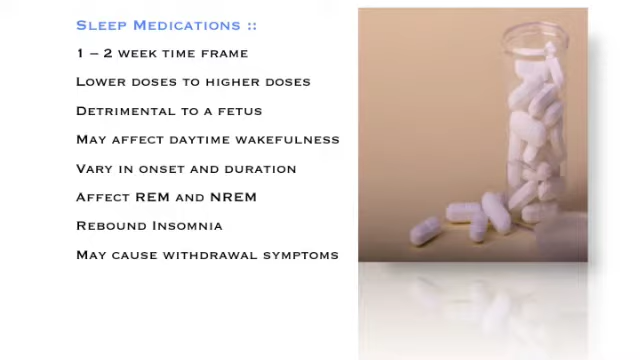 Sleep Medications ::
1 – 2 week time frame
Lower doses to higher doses
Detrimental to a fetus
May affect daytime wakefulness
Vary in onset and duration
Affect REM and NREM
Rebound Insomnia
May cause withdrawal symptoms